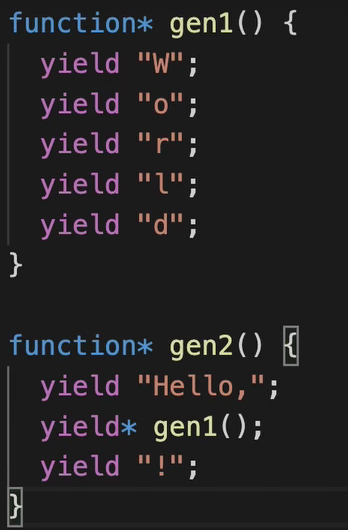 function* gen1() {
  yield "W";
  yield "o";
  yield "r";
  yield "l";
  yield "d";
}

function* gen2() {
  yield "Hello,";
  yield* gen1();
  yield "!";
}